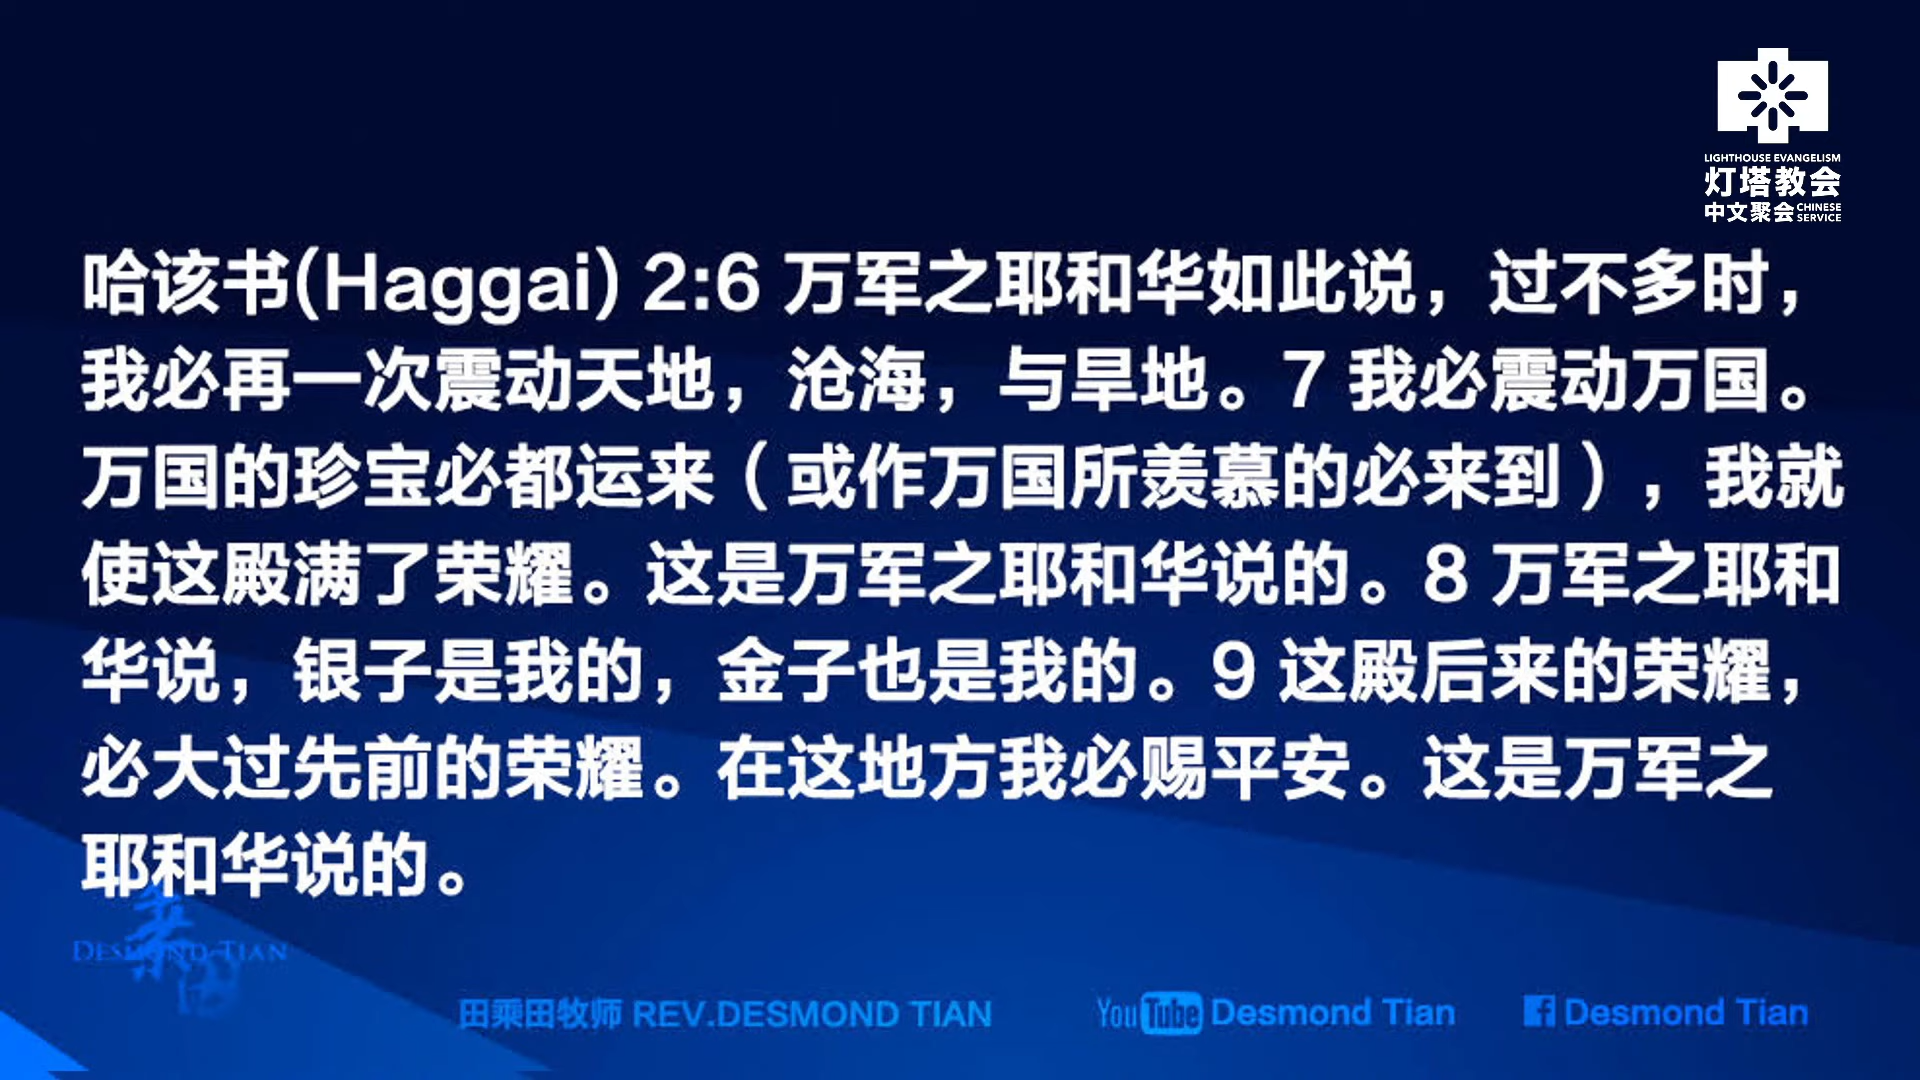 LIGHTHOUSE EVANGELISM
灯塔教会
中文聚会 CHINESE SERVICE
哈该书(Haggai) 2:6 万军之耶和华如此说，过不多时，
我必再一次震动天地，沧海，与旱地。7 我必震动万国。
万国的珍宝必都运来（或作万国所羡慕的必来到），我就
使这殿满了荣耀。这是万军之耶和华说的。8 万军之耶和
华说，银子是我的，金子也是我的。9 这殿后来的荣耀，
必大过先前的荣耀。在这地方我必赐平安。这是万军之
耶和华说的。
乘田
DESMOND TIAN
田乘田牧师 REV.DESMOND TIAN
YouTube Desmond Tian
f Desmond Tian